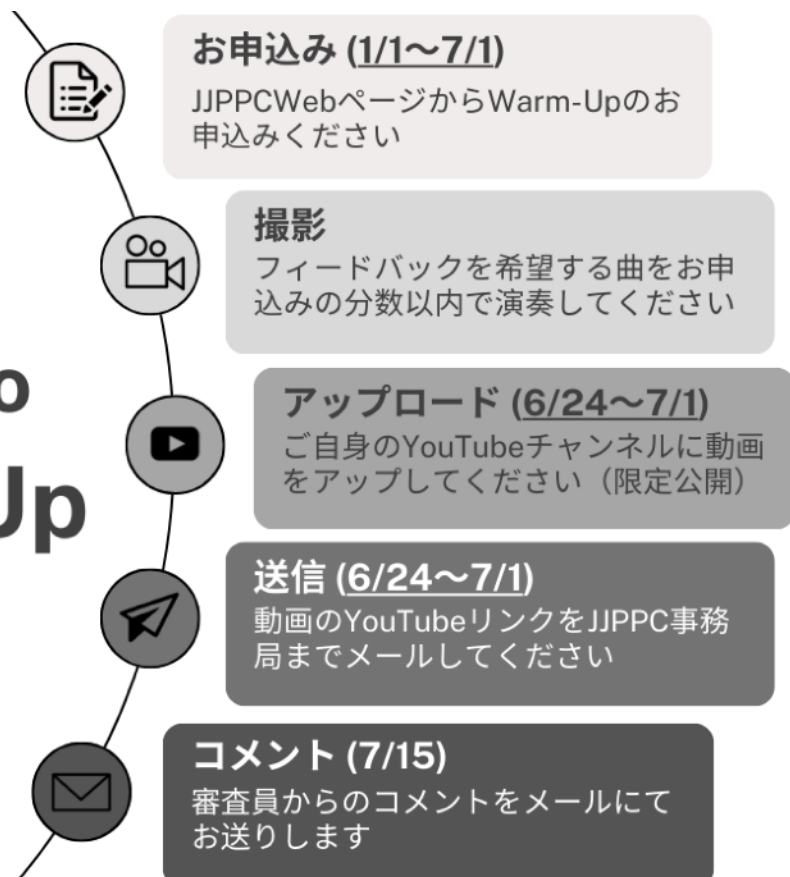 お申込み (1/1〜7/1)
JJPPCWebページからWarm-Upのお
申込みください
撮影
フィードバックを希望する曲をお申
込みの分数以内で演奏してください
アップロード (6/24〜7/1)
ご自身のYouTubeチャンネルに動画
をアップしてください（限定公開）
Up
送信 (6/24〜7/1)
動画のYouTubeリンクをJJPPC事務
局までメールしてください
コメント (7/15)
審査員からのコメントをメールにて
お送りします